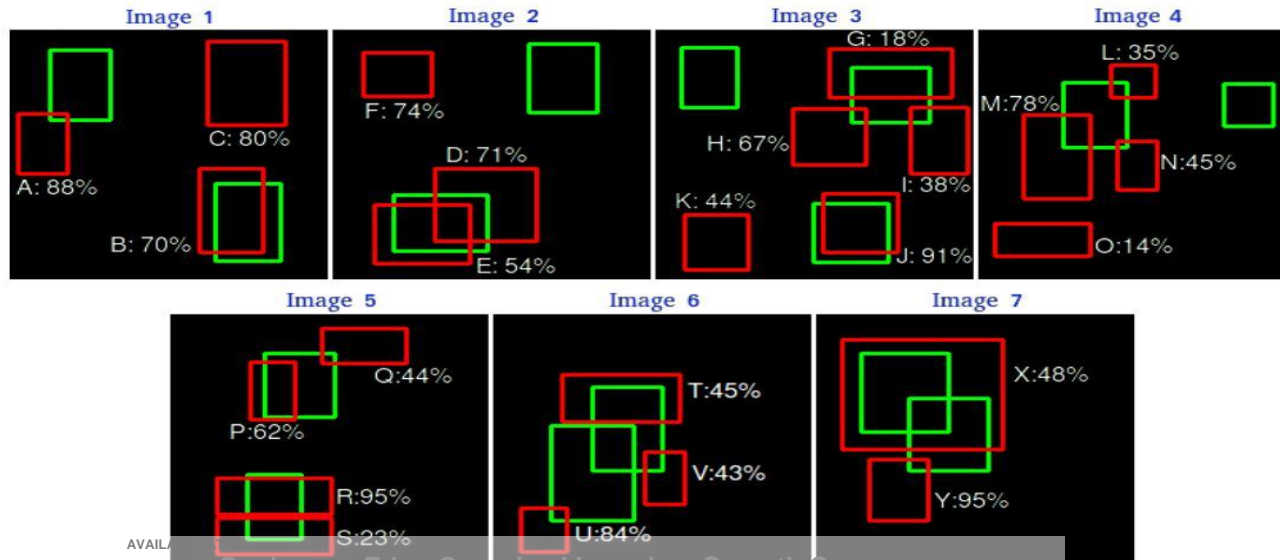 Image 1
Image 2
Image 3
Image 4
A: 88%
B: 70%
C: 80%
F: 74%
D: 71%
E: 54%
G: 18%
H: 67%
I: 38%
K: 44%
J: 91%
L: 35%
M:78%
N:45%
O:14%
Image 5
Image 6
Image 7
Q:44%
P:62%
R:95%
S:23%
T:45%
V:43%
U:84%
X:48%
Y:95%